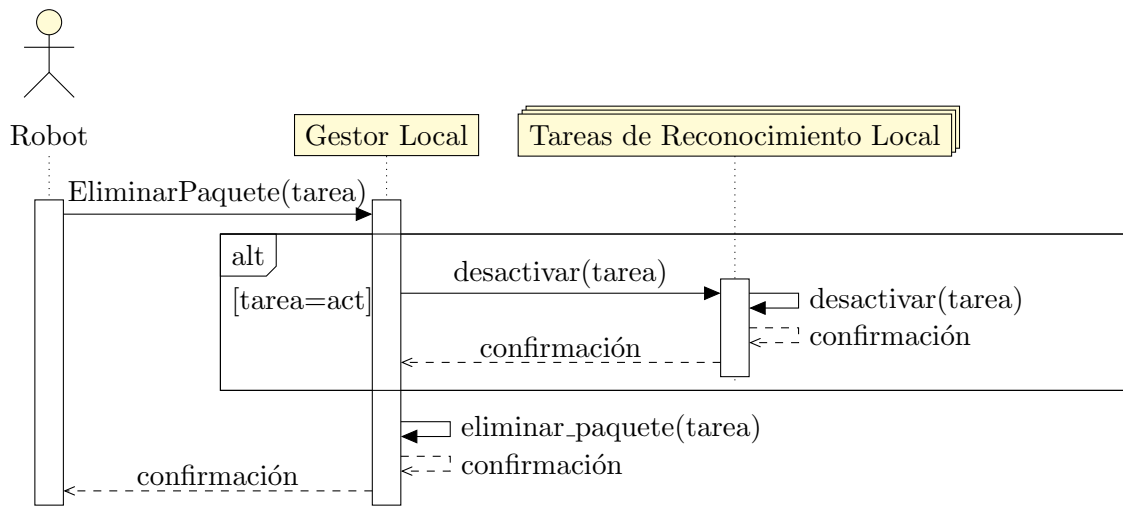 Robot
Gestor Local
Tareas de Reconocimiento Local
EliminarPaquete(tarea)
alt
[tarea=act]
desactivar(tarea)
desactivar(tarea)
confirmación
confirmación
eliminar_paquete(tarea)
confirmación
confirmación